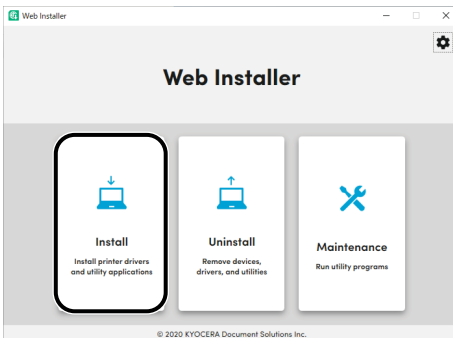 Web Installer
Web Installer
Install
Install printer drivers
and utility applications
Uninstall
Remove devices,
drivers, and utilities
Maintenance
Run utility programs
© 2020 KYOCERA Document Solutions Inc.